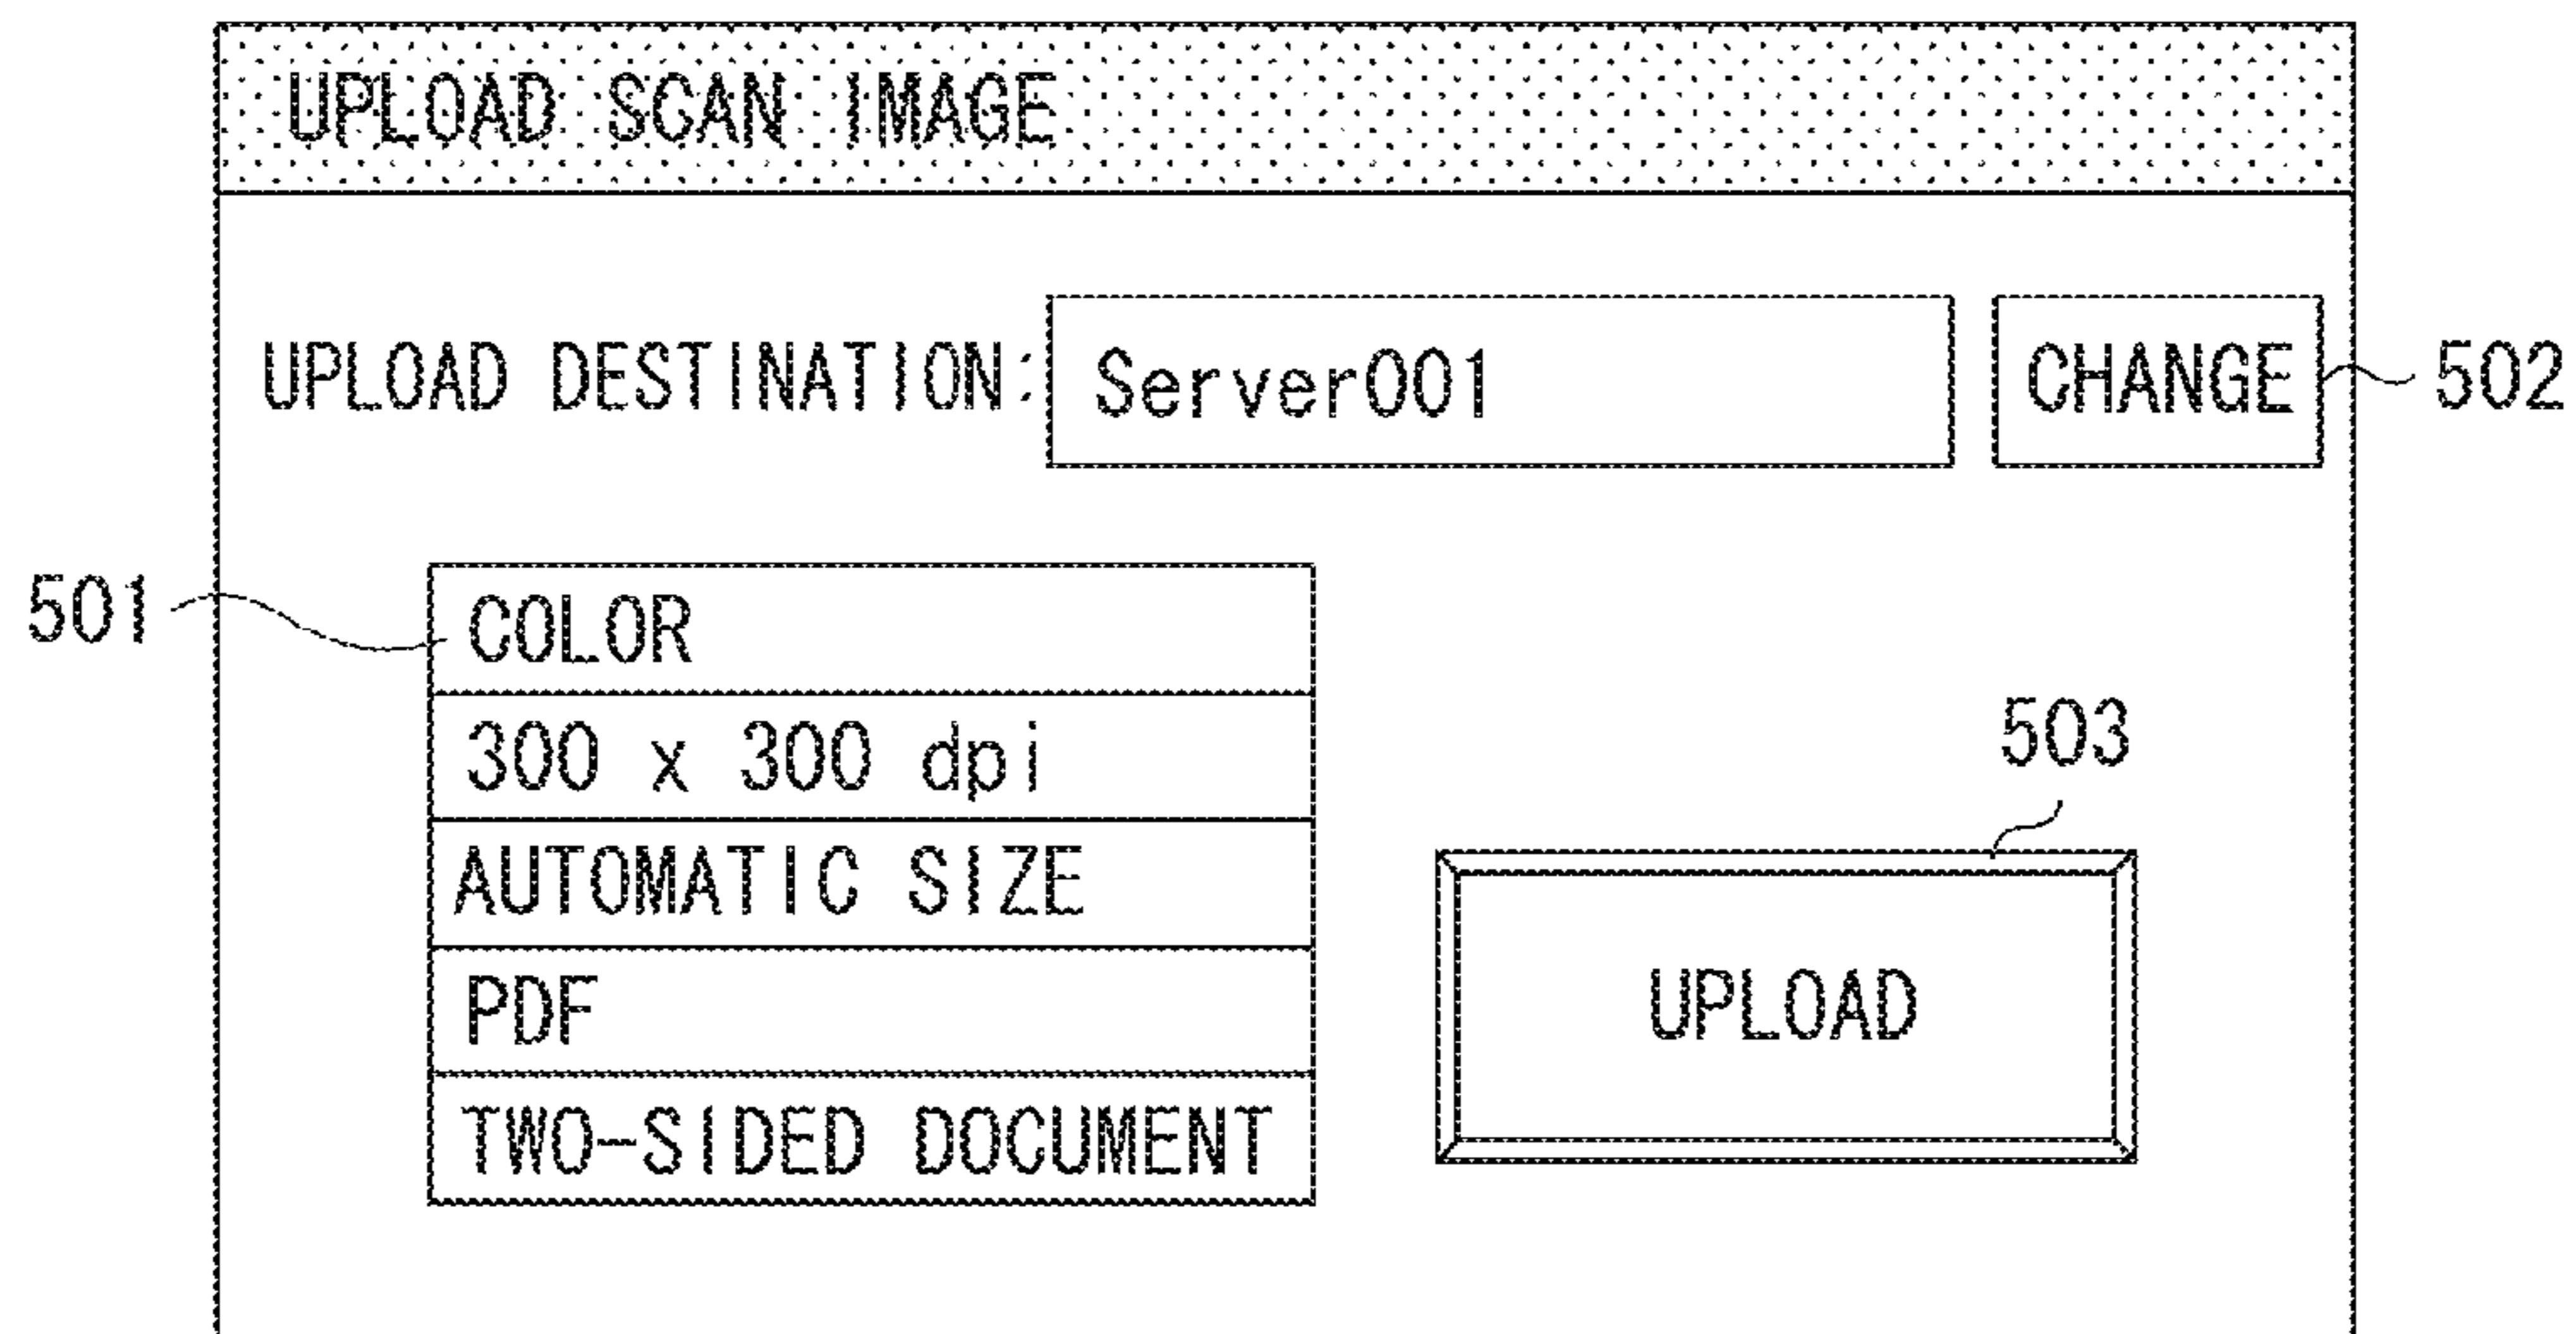 UPLOAD SCAN IMAGE
UPLOAD DESTINATION: Server001 CHANGE 502
501 COLOR
300 x 300 dpi
503
AUTOMATIC SIZE
PDF
UPLOAD
TWO-SIDED DOCUMENT